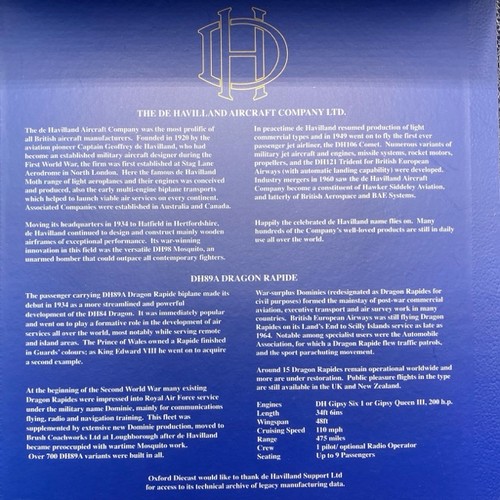 DH
THE DE HAVILLAND AIRCRAFT COMPANY LTD.
The de Havilland Aircraft Company was the most prolific of
all British aircraft manufacturers. Founded in 1920 by the
aviation pioneer Captain Geoffrey de Havilland, who had
become an established military aircraft designer during the
First World War, the firm was first established at Stag Lane
Aerodrome in North London. Here the famous de Havilland
Moth range of light aeroplanes and their engines was conceived
and produced, also the early multi-engine biplane transports
which helped to launch viable air services on every continent.
Associated Companies were established in Australia and Canada.
Moving its headquarters in 1934 to Hatfield in Hertfordshire,
de Havilland continued to design and construct mainly wooden
airframes of exceptional performance. Its war-winning
innovation in this field was the versatile DH98 Mosquito, an
unarmed bomber that could outpace all contemporary fighters.
In peacetime de Havilland resumed production of light
commercial types and in 1949 went on to fly the first ever
passenger jet airliner, the DH106 Comet. Numerous variants of
military jet aircraft and engines, missile systems, rocket motors,
propellers, and the DH121 Trident for British European
Airways (with automatic landing capability) were developed.
Industry mergers in 1960 saw the de Havilland Aircraft
Company become a constituent of Hawker Siddeley Aviation,
and latterly of British Aerospace and BAE Systems.
Happily the celebrated de Havilland name flies on. Many
hundreds of the Company's well-loved products are still in daily
use all over the world.
DH89A DRAGON RAPIDE
The passenger carrying DH89A Dragon Rapide biplane made its
debut in 1934 as a more streamlined and powerful
development of the DH84 Dragon. It was immediately popular
and went on to play a formative role in the development of air
services all over the world, most notably while serving remote
and island areas. The Prince of Wales owned a Rapide finished
in Guards' colours; as King Edward VIII he went on to acquire
a second example.
At the beginning of the Second World War many existing
Dragon Rapides were impressed into Royal Air Force service
under the military name Dominie, mainly for communications
flying, radio and navigation training. This fleet was
supplemented by extensive new Dominie production, moved to
Brush Coachworks Ltd at Loughborough after de Havilland
became preoccupied with wartime Mosquito work.
Over 700 DH89A variants were built in all.
War-surplus Dominies (redesignated as Dragon Rapides for
civil purposes) formed the mainstay of post-war commercial
aviation, executive transport and air survey work in many
countries. British European Airways was still flying Dragon
Rapides on its Land's End to Scilly Islands service as late as
1964. Notable among specialist users were the Automobile
Association, for which a Dragon Rapide flew traffic patrols,
and the sport parachuting movement.
Around 15 Dragon Rapides remain operational worldwide and
more are under restoration. Public pleasure flights in the type
are still available in the UK and New Zealand.
Engines DH Gipsy Six 1 or Gipsy Queen III, 200 h.p.
Length 34ft 6ins
Wingspan 48ft
Cruising Speed 110 mph
Range 475 miles
Crew 1 pilot/ optional Radio Operator
Seating Up to 9 Passengers
Oxford Diecast would like to thank de Havilland Support Ltd
for access to its technical archive of legacy manufacturing data.